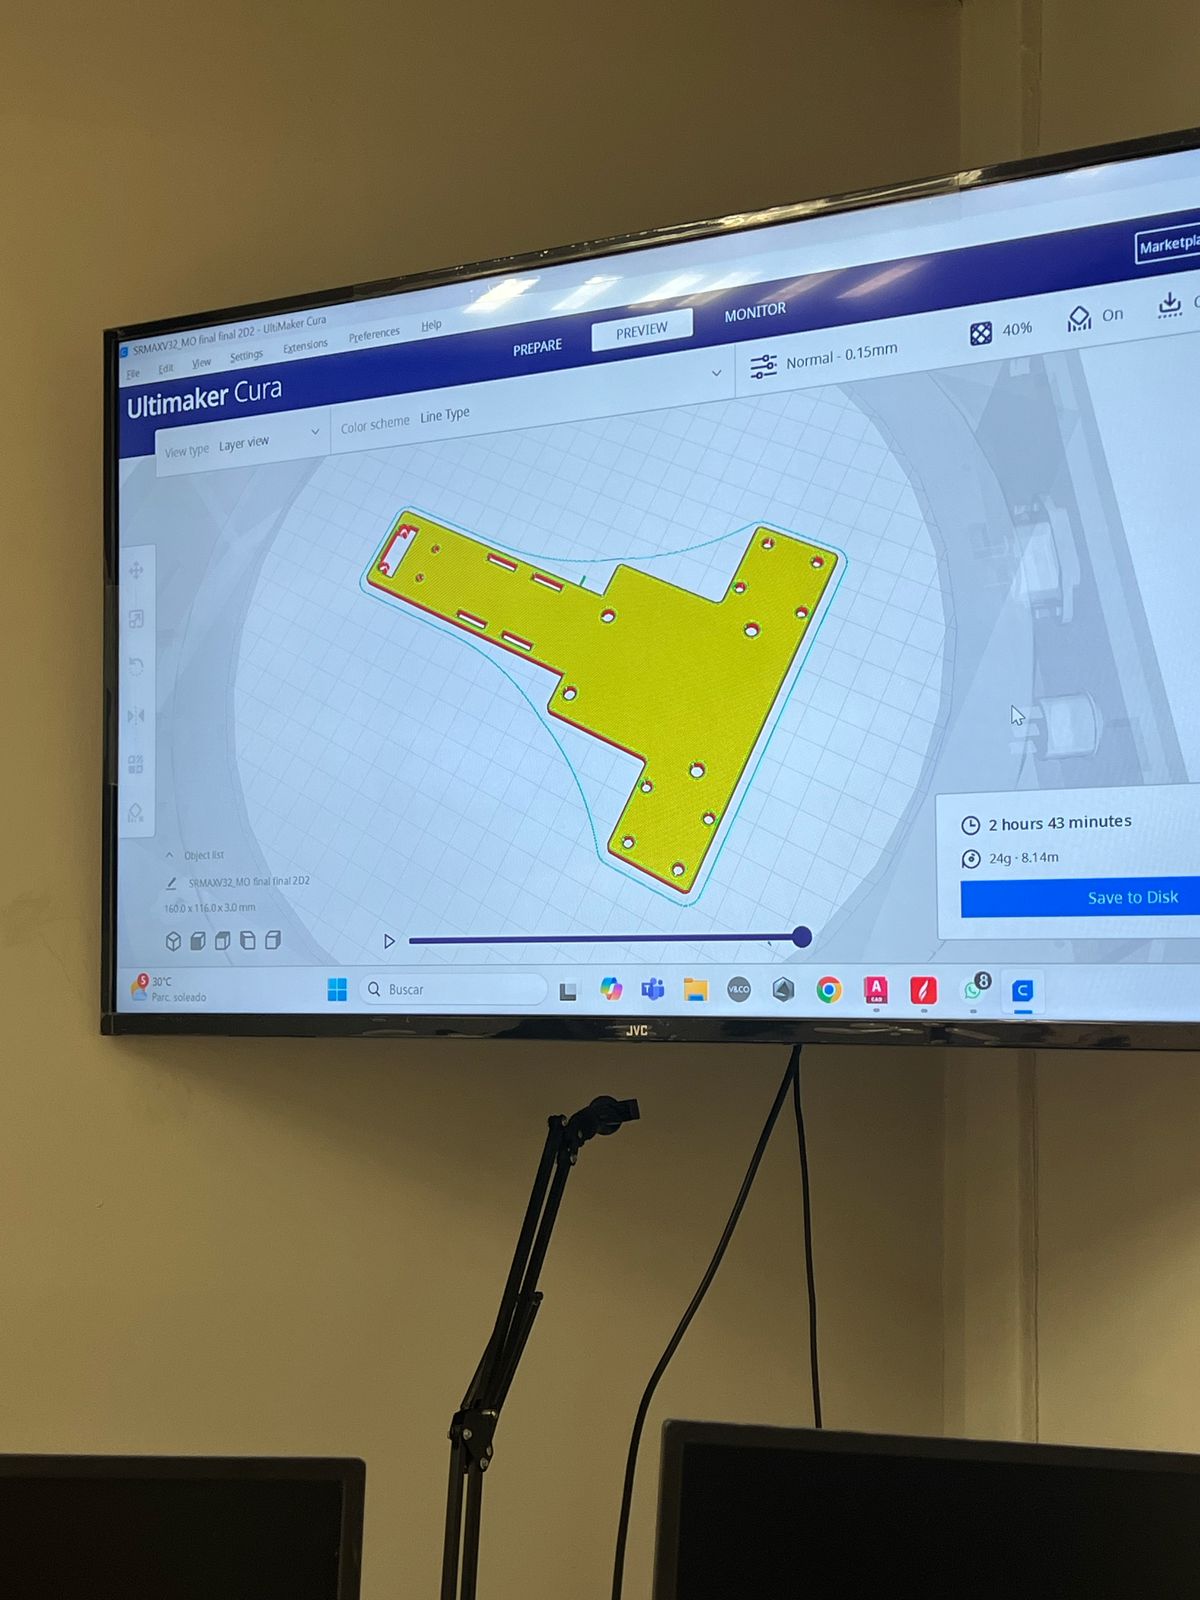 SRMAXV32_MO final final 2D2 - UltiMaker Cura
File Edit View Settings Extensions Preferences Help
Ultimaker Cura
PREPARE PREVIEW MONITOR
View type Layer view
Color scheme Line Type
Normal - 0.15mm
40%
On
2 hours 43 minutes
24g · 8.14m
Save to Disk
Object list
SRMAXV32_MO final final 2D2
160.0 x 116.0 x 3.0 mm
5
30°C
Parc. soleado
Buscar
V&CO
A
CAD
8
JVC